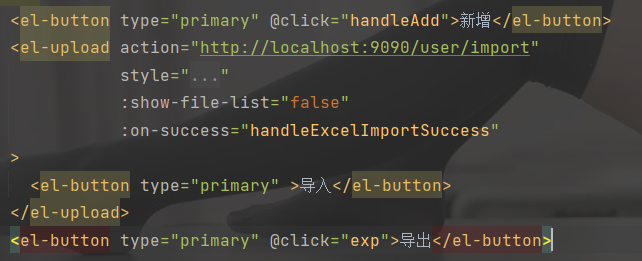 <el-button type="primary" @click="handleAdd">新增</el-button>
<el-upload action="http://localhost:9090/user/import"
style="..."
:show-file-list="false"
:on-success="handleExcelImportSuccess"
>
<el-button type="primary" >导入</el-button>
</el-upload>
<el-button type="primary" @click="exp">导出</el-button>